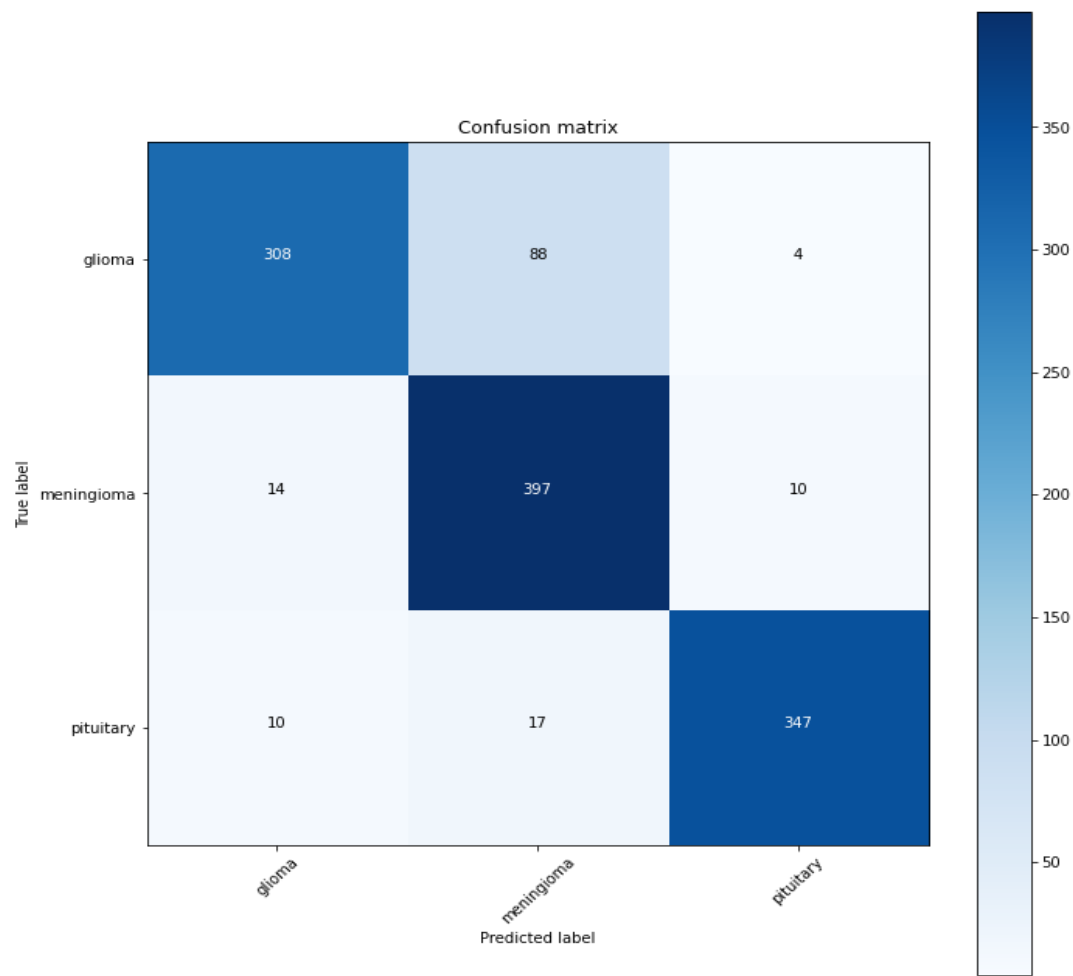 Confusion matrix
glioma
308
88
4
True label
meningioma
14
397
10
pituitary
10
17
347
glioma
meningioma
pituitary
Predicted label
350
300
250
200
150
100
50